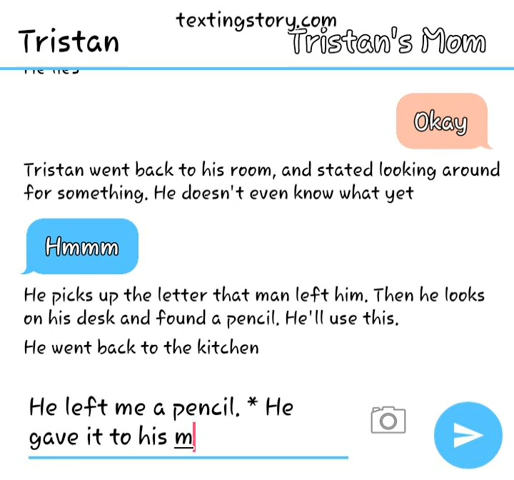 textingstory.com
Tristan
Tristan's Mom
Okay
Tristan went back to his room, and stated looking around
for something. He doesn't even know what yet
Hmmm
He picks up the letter that man left him. Then he looks
on his desk and found a pencil. He'll use this.
He went back to the kitchen
He left me a pencil. * He
gave it to his m